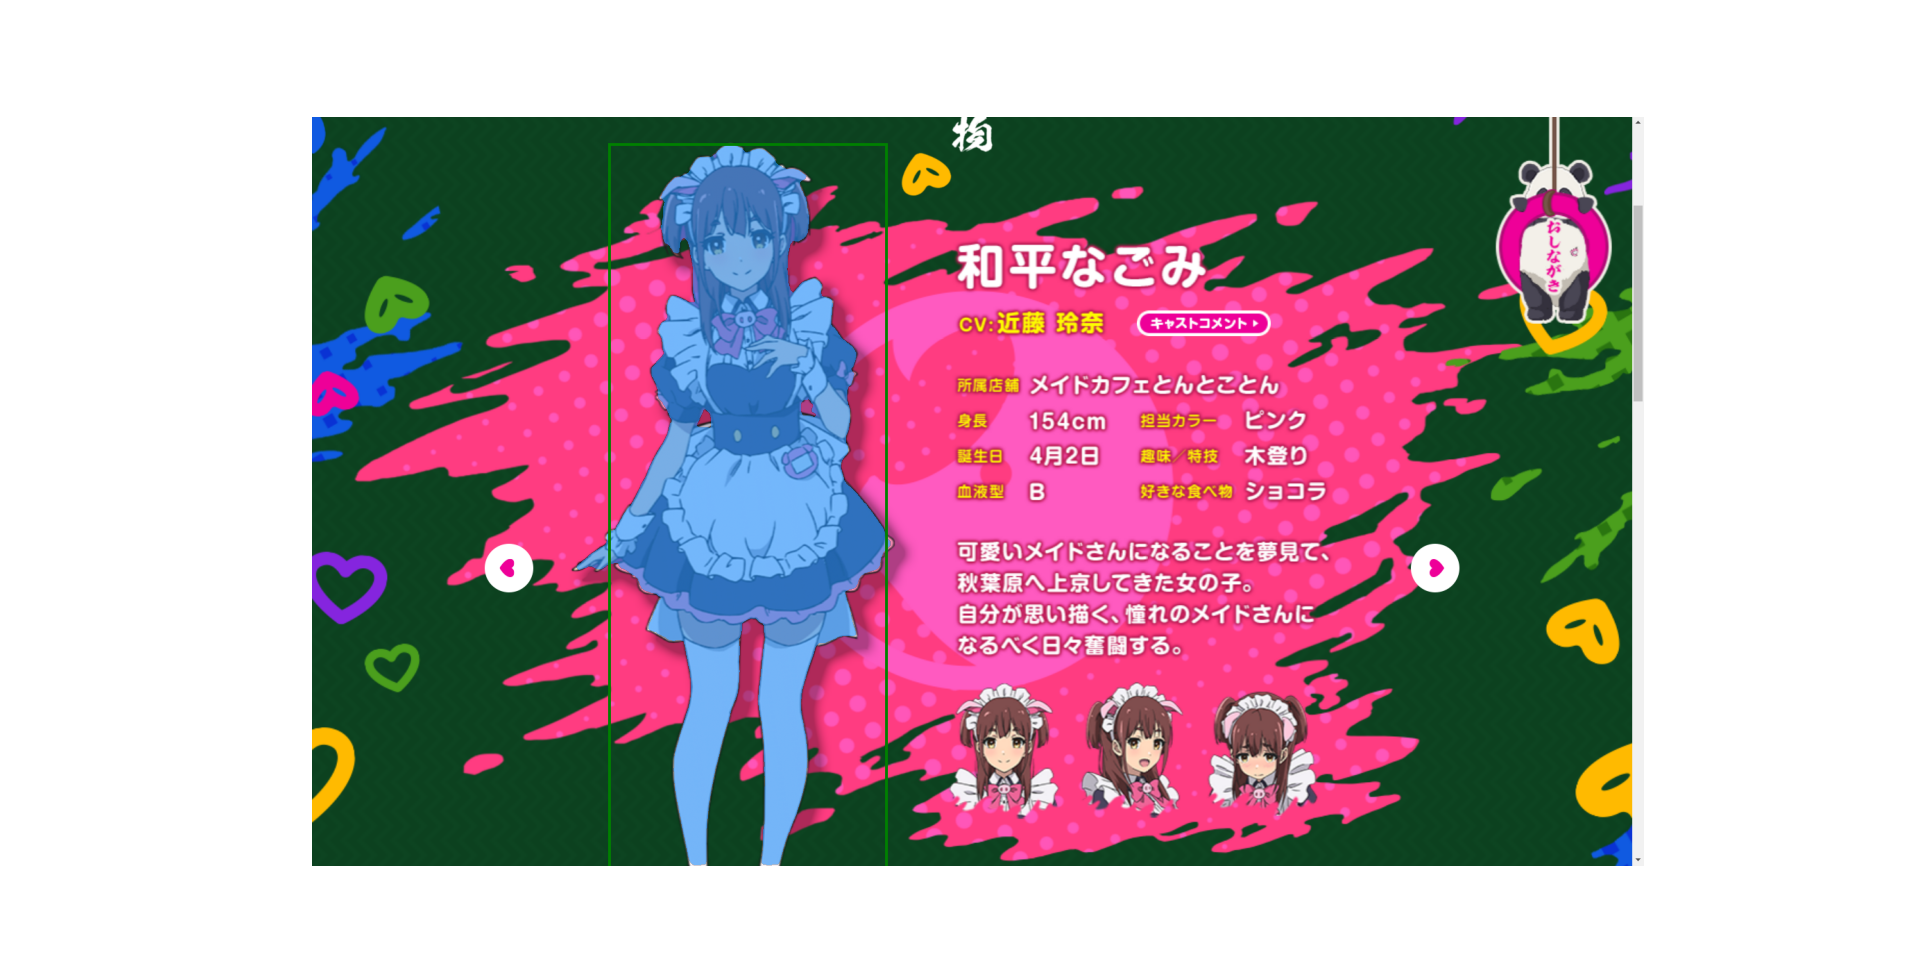 物
おしながき
和平なごみ
CV:近藤 玲奈 キャストコメント
所属店舗 メイドカフェとんとことん
身長 154cm 担当カラー ピンク
誕生日 4月2日 趣味/特技 木登り
血液型 B 好きな食べ物 ショコラ
可愛いメイドさんになることを夢見て、
秋葉原へ上京してきた女の子。
自分が思い描く、憧れのメイドさんに
なるべく日々奮闘する。